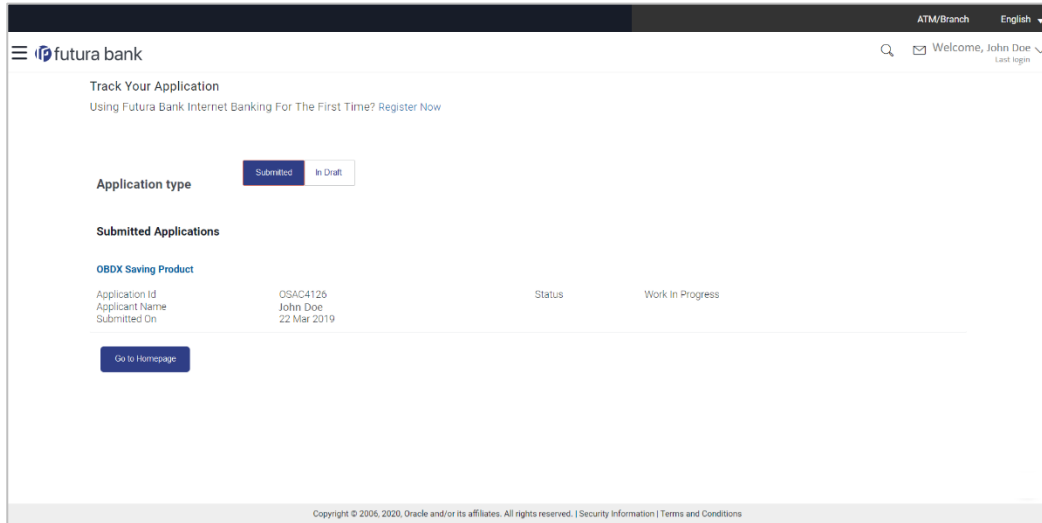 ATM/Branch English
futura bank
Welcome, John Doe
Last login
Track Your Application
Using Futura Bank Internet Banking For The First Time? Register Now
Application type Submitted In Draft
Submitted Applications
OBDX Saving Product
Application Id OSAC4126 Status Work In Progress
Applicant Name John Doe
Submitted On 22 Mar 2019
Go to Homepage
Copyright © 2006, 2020, Oracle and/or its affiliates. All rights reserved. | Security Information | Terms and Conditions